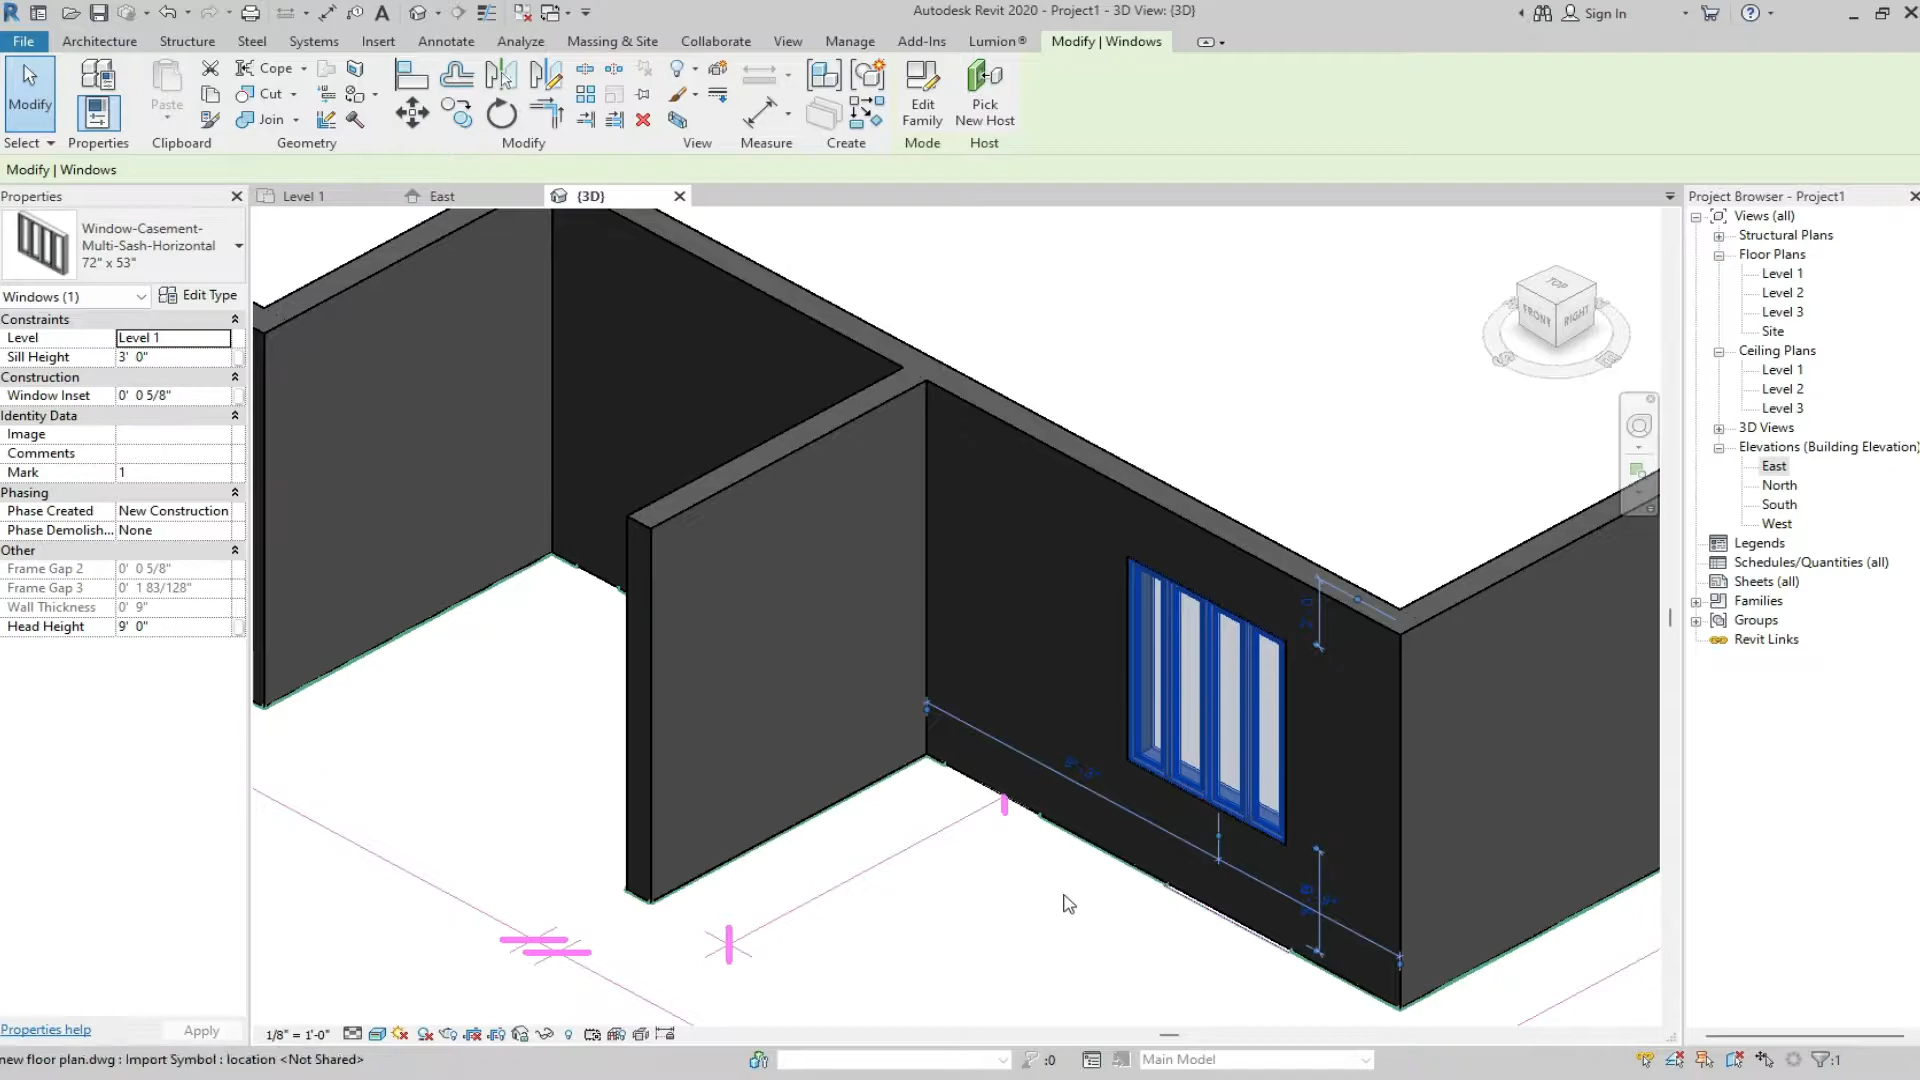 Autodesk Revit 2020 - Project1 - 3D View: {3D}
Sign In
File
Architecture
Structure
Steel
Systems
Insert
Annotate
Analyze
Massing & Site
Collaborate
View
Manage
Add-Ins
Lumion®
Modify | Windows
Modify
Paste
Cope
Cut
Join
Edit
Family
Pick
New Host
Select
Properties
Clipboard
Geometry
Modify
View
Measure
Create
Mode
Host
Modify | Windows
Properties
Window-Casement-
Multi-Sash-Horizontal
72" x 53"
Windows (1)
Edit Type
Constraints
Level
Level 1
Sill Height
3' 0"
Construction
Window Inset
0' 0 5/8"
Identity Data
Image
Comments
Mark
1
Phasing
Phase Created
New Construction
Phase Demolish...
None
Other
Frame Gap 2
0' 0 5/8"
Frame Gap 3
0' 1 83/128"
Wall Thickness
0' 9"
Head Height
9' 0"
Properties help
Apply
Level 1
East
{3D}
TOP
FRONT
RIGHT
1/8" = 1'-0"
Project Browser - Project1
Views (all)
Structural Plans
Floor Plans
Level 1
Level 2
Level 3
Site
Ceiling Plans
Level 1
Level 2
Level 3
3D Views
Elevations (Building Elevation)
East
North
South
West
Legends
Schedules/Quantities (all)
Sheets (all)
Families
Groups
Revit Links
new floor plan.dwg : Import Symbol : location <Not Shared>
:0
Main Model
:1